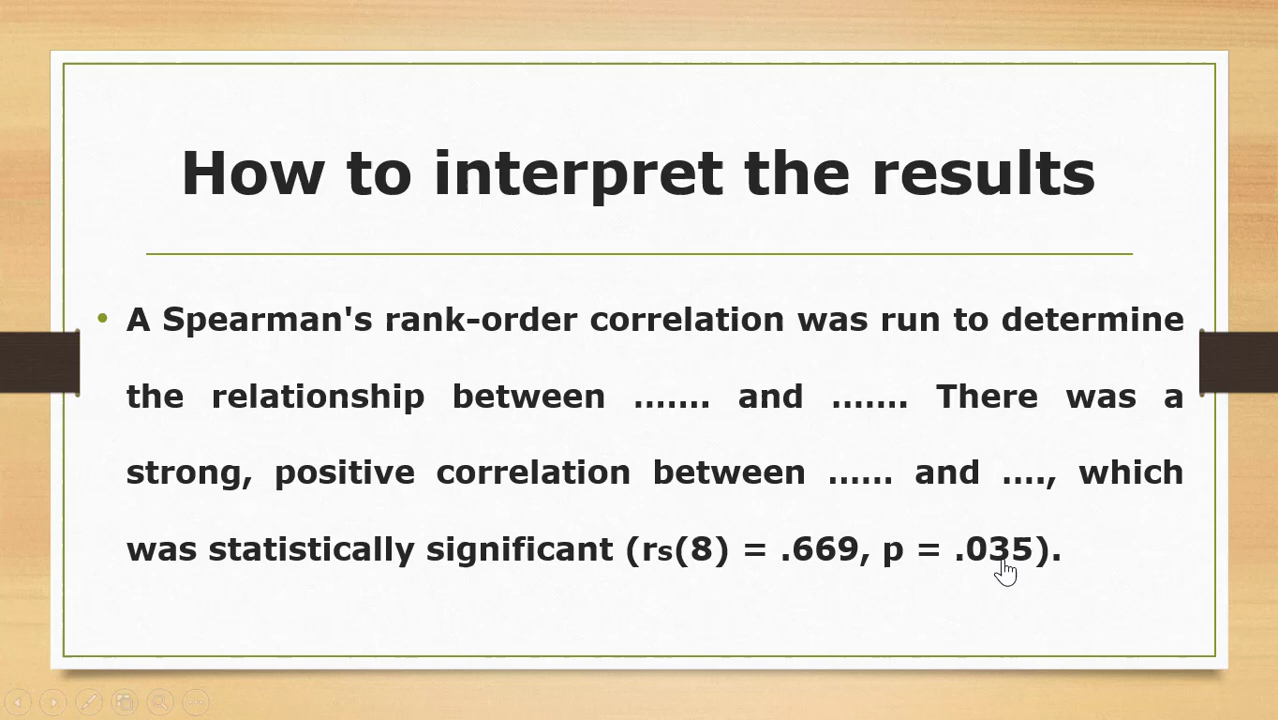 How to interpret the results
• A Spearman's rank-order correlation was run to determine
the relationship between ....... and ....... There was a
strong, positive correlation between ...... and ...., which
was statistically significant (rs(8) = .669, p = .035).